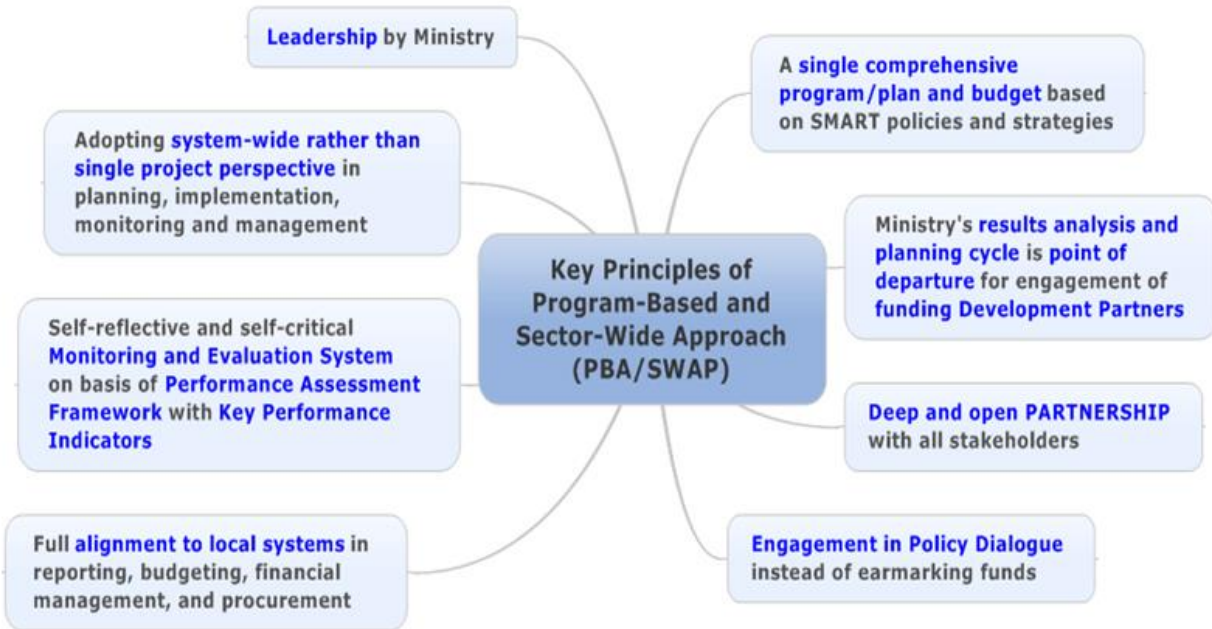 Key Principles of
Program-Based and
Sector-Wide Approach
(PBA/SWAP)
Leadership by Ministry
Adopting system-wide rather than
single project perspective in
planning, implementation,
monitoring and management
Self-reflective and self-critical
Monitoring and Evaluation System
on basis of Performance Assessment
Framework with Key Performance
Indicators
Full alignment to local systems in
reporting, budgeting, financial
management, and procurement
A single comprehensive
program/plan and budget based
on SMART policies and strategies
Ministry's results analysis and
planning cycle is point of
departure for engagement of
funding Development Partners
Deep and open PARTNERSHIP
with all stakeholders
Engagement in Policy Dialogue
instead of earmarking funds